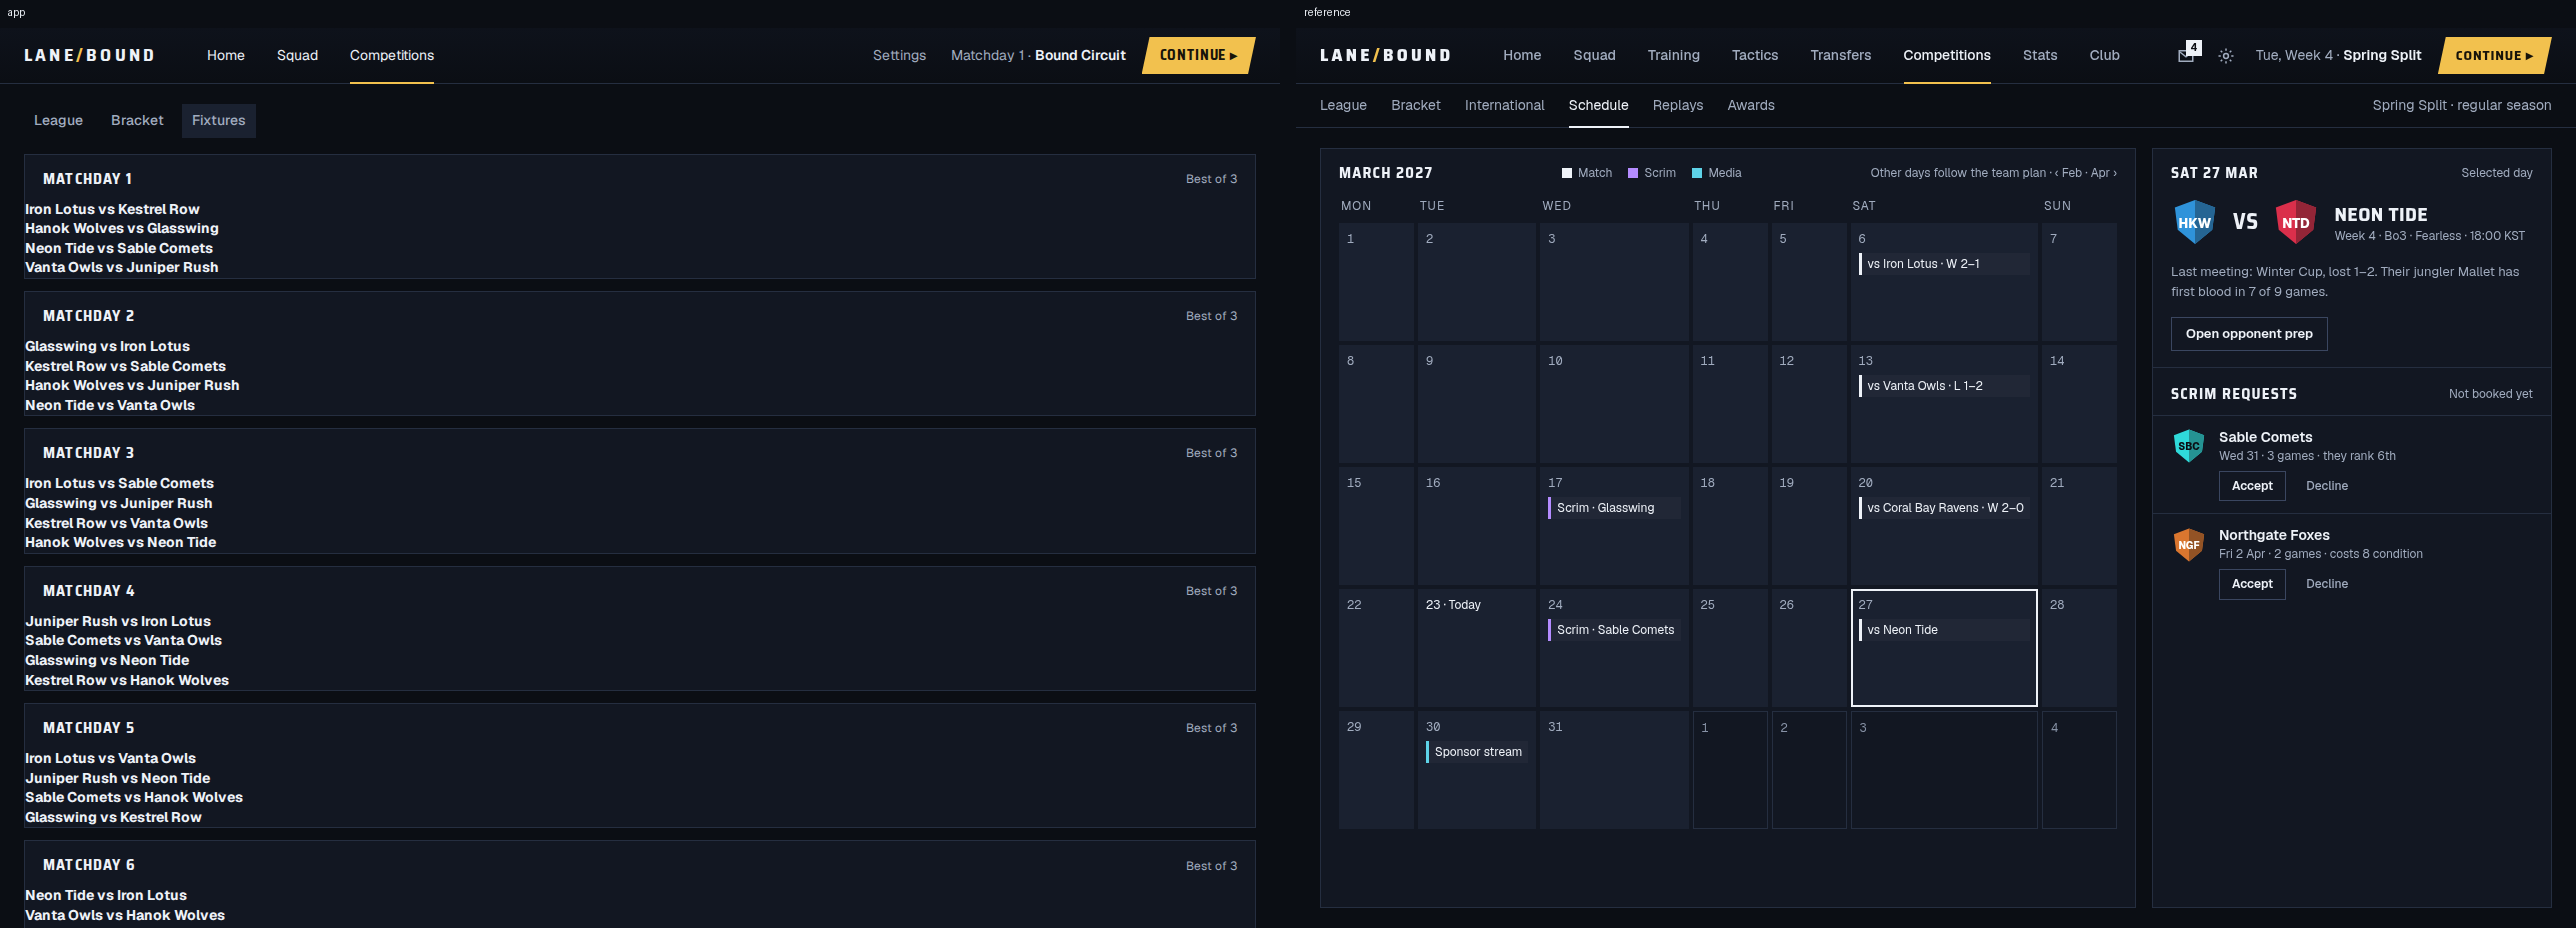 app
LANE/BOUND
Home Squad Competitions
Settings Matchday 1 · Bound Circuit CONTINUE ▸
League Bracket Fixtures
MATCHDAY 1 Best of 3
Iron Lotus vs Kestrel Row
Hanok Wolves vs Glasswing
Neon Tide vs Sable Comets
Vanta Owls vs Juniper Rush
MATCHDAY 2 Best of 3
Glasswing vs Iron Lotus
Kestrel Row vs Sable Comets
Hanok Wolves vs Juniper Rush
Neon Tide vs Vanta Owls
MATCHDAY 3 Best of 3
Iron Lotus vs Sable Comets
Glasswing vs Juniper Rush
Kestrel Row vs Vanta Owls
Hanok Wolves vs Neon Tide
MATCHDAY 4 Best of 3
Juniper Rush vs Iron Lotus
Sable Comets vs Vanta Owls
Glasswing vs Neon Tide
Kestrel Row vs Hanok Wolves
MATCHDAY 5 Best of 3
Iron Lotus vs Vanta Owls
Juniper Rush vs Neon Tide
Sable Comets vs Hanok Wolves
Glasswing vs Kestrel Row
MATCHDAY 6 Best of 3
Neon Tide vs Iron Lotus
Vanta Owls vs Hanok Wolves
reference
LANE/BOUND
Home Squad Training Tactics Transfers Competitions Stats Club
4
Tue, Week 4 · Spring Split CONTINUE ▸
League Bracket International Schedule Replays Awards
Spring Split · regular season
MARCH 2027 Match Scrim Media Other days follow the team plan · ‹ Feb · Apr ›
MON TUE WED THU FRI SAT SUN
1 2 3 4 5 6 7
vs Iron Lotus · W 2–1
8 9 10 11 12 13 14
vs Vanta Owls · L 1–2
15 16 17 18 19 20 21
Scrim · Glasswing vs Coral Bay Ravens · W 2–0
22 23 · Today 24 25 26 27 28
Scrim · Sable Comets vs Neon Tide
29 30 31 1 2 3 4
Sponsor stream
SAT 27 MAR Selected day
HKW VS NTD NEON TIDE
Week 4 · Bo3 · Fearless · 18:00 KST
Last meeting: Winter Cup, lost 1–2. Their jungler Mallet has
first blood in 7 of 9 games.
Open opponent prep
SCRIM REQUESTS Not booked yet
SBC Sable Comets
Wed 31 · 3 games · they rank 6th
Accept Decline
NGF Northgate Foxes
Fri 2 Apr · 2 games · costs 8 condition
Accept Decline